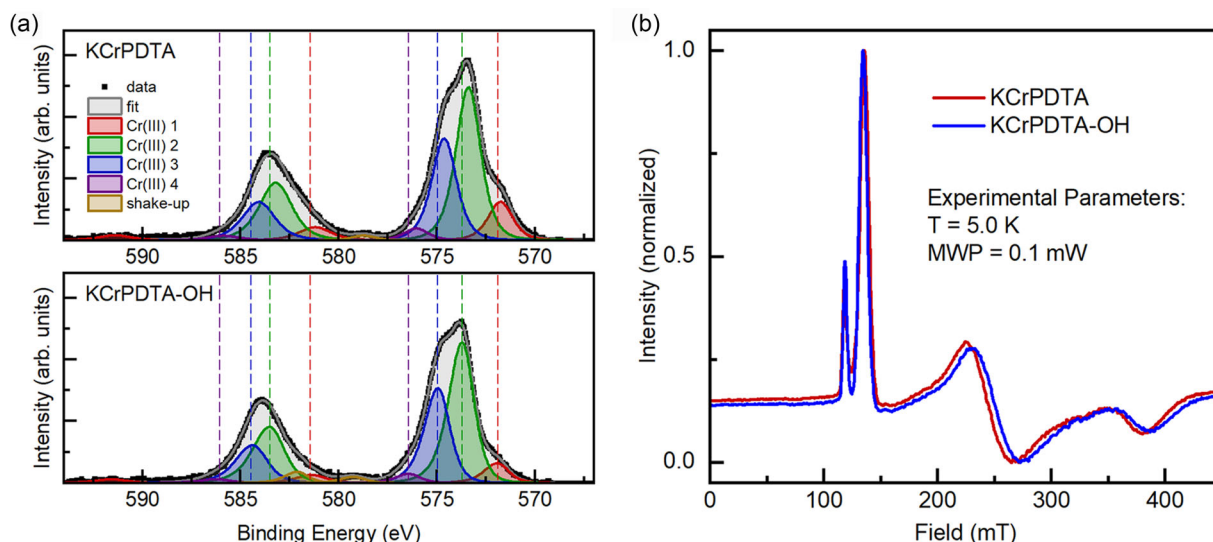 (a)
KCrPDTA
data
fit
Cr(III) 1
Cr(III) 2
Cr(III) 3
Cr(III) 4
shake-up
Intensity (arb. units)
590 585 580 575 570
KCrPDTA-OH
Intensity (arb. units)
590 585 580 575 570
Binding Energy (eV)
(b)
1.0
0.5
0.0
Intensity (normalized)
KCrPDTA
KCrPDTA-OH
Experimental Parameters:
T = 5.0 K
MWP = 0.1 mW
0 100 200 300 400
Field (mT)